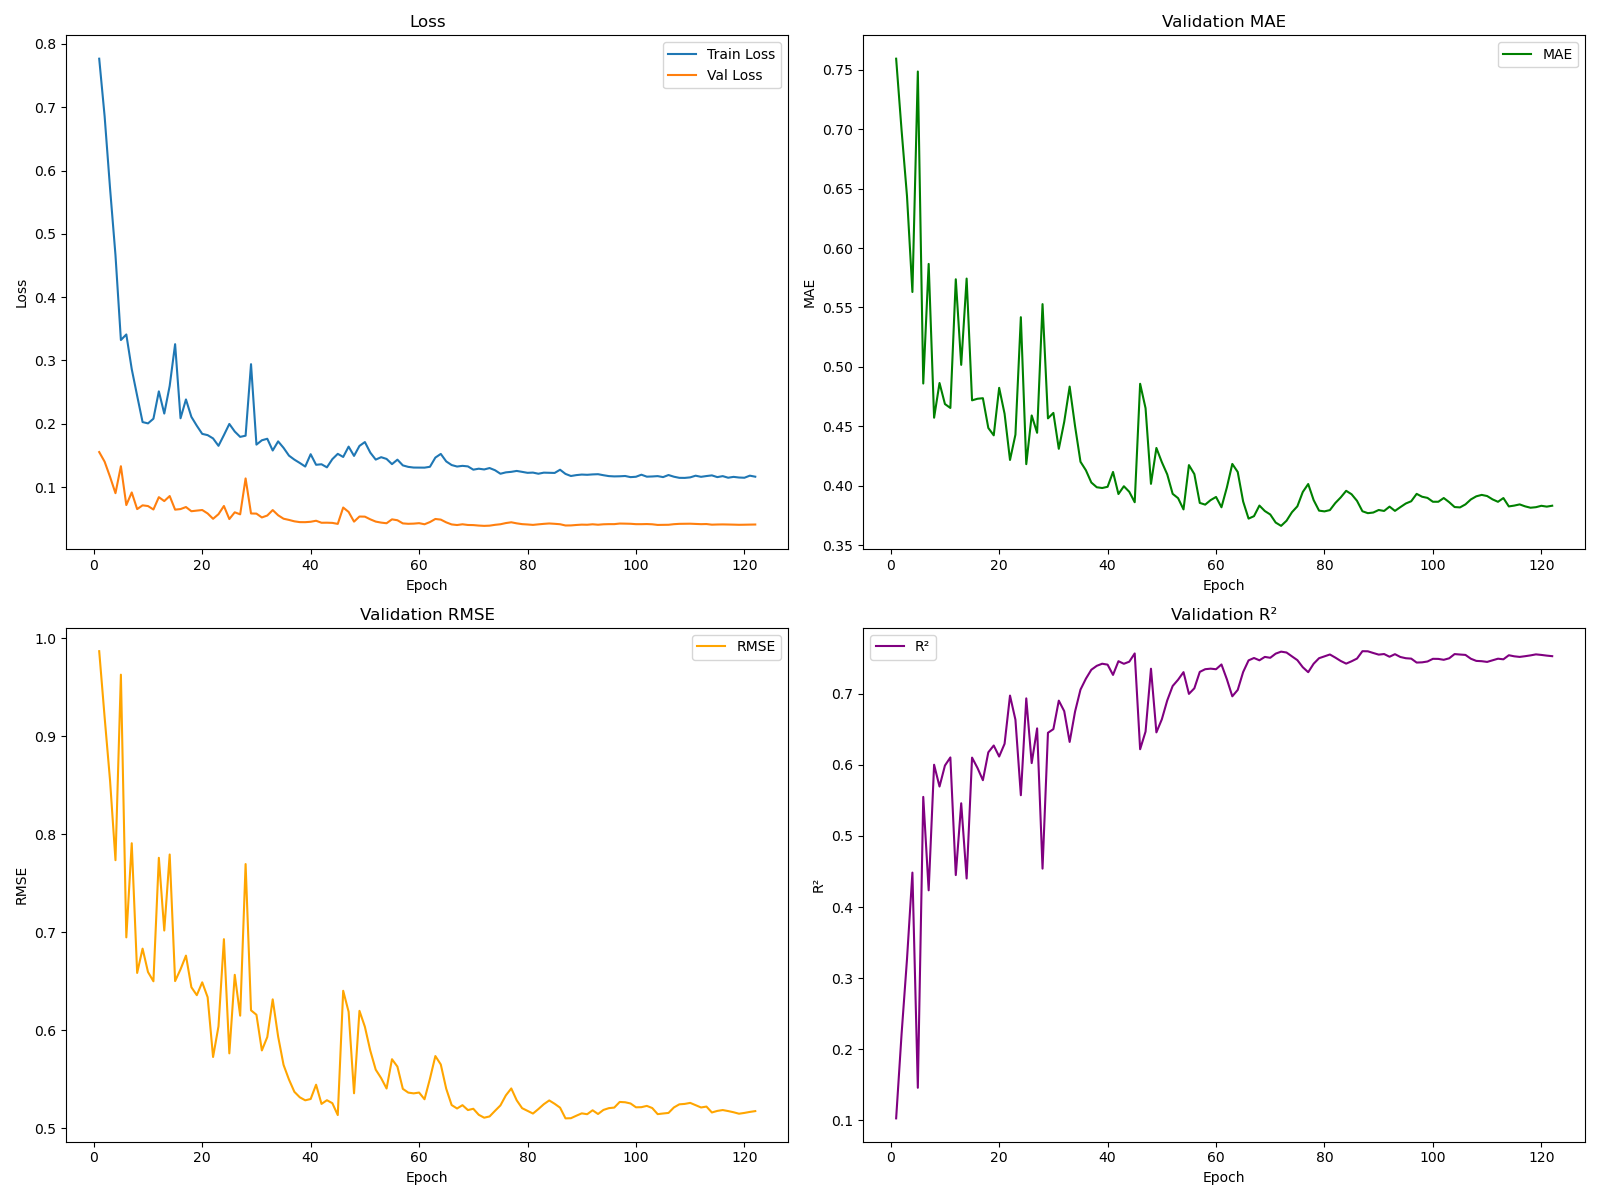 Loss
Train Loss
Val Loss
0.8
0.7
0.6
0.5
0.4
0.3
0.2
0.1
Loss
0 20 40 60 80 100 120
Epoch
Validation MAE
MAE
0.75
0.70
0.65
0.60
0.55
0.50
0.45
0.40
0.35
MAE
0 20 40 60 80 100 120
Epoch
Validation RMSE
RMSE
1.0
0.9
0.8
0.7
0.6
0.5
RMSE
0 20 40 60 80 100 120
Epoch
Validation R²
R²
0.7
0.6
0.5
0.4
0.3
0.2
0.1
R²
0 20 40 60 80 100 120
Epoch